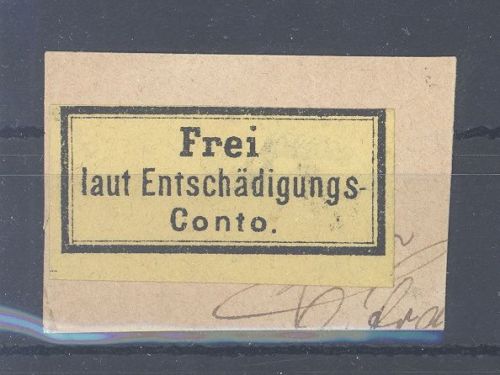 Frei
laut Entschädigungs-
Conto.